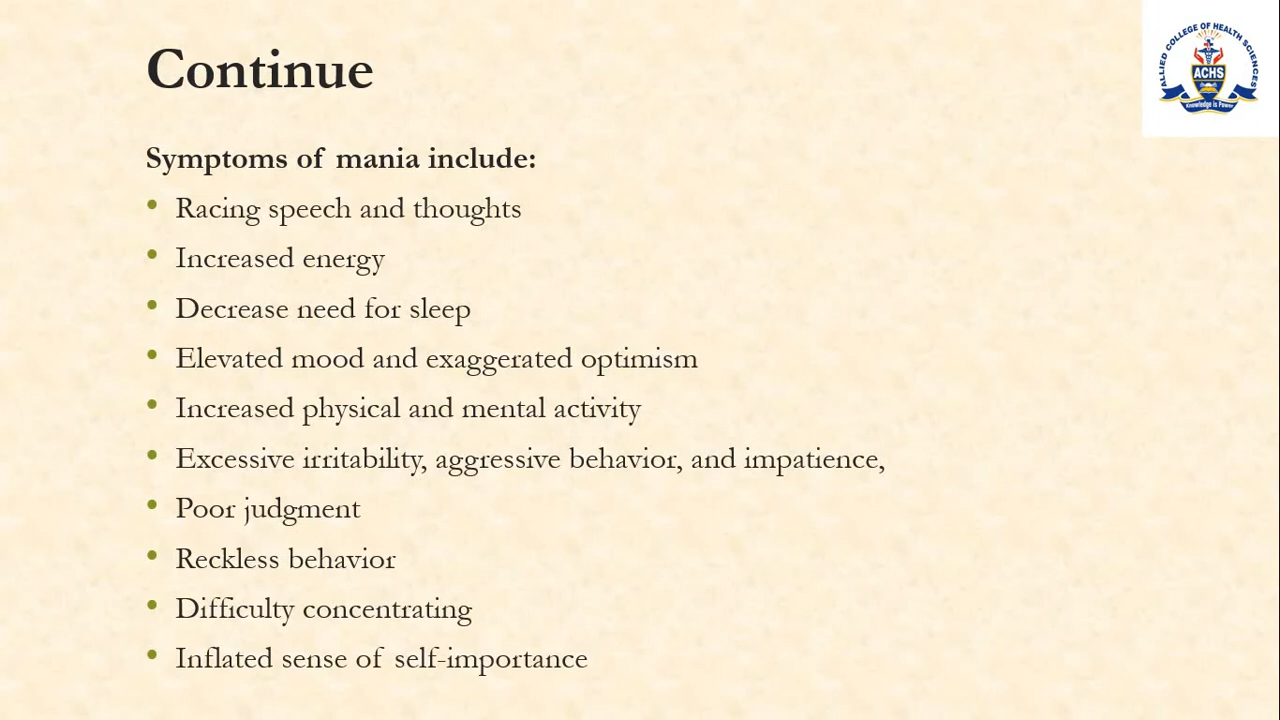 Continue
ALLIED COLLEGE OF HEALTH SCIENCES
ACHS
Knowledge is Power
Symptoms of mania include:
• Racing speech and thoughts
• Increased energy
• Decrease need for sleep
• Elevated mood and exaggerated optimism
• Increased physical and mental activity
• Excessive irritability, aggressive behavior, and impatience,
• Poor judgment
• Reckless behavior
• Difficulty concentrating
• Inflated sense of self-importance